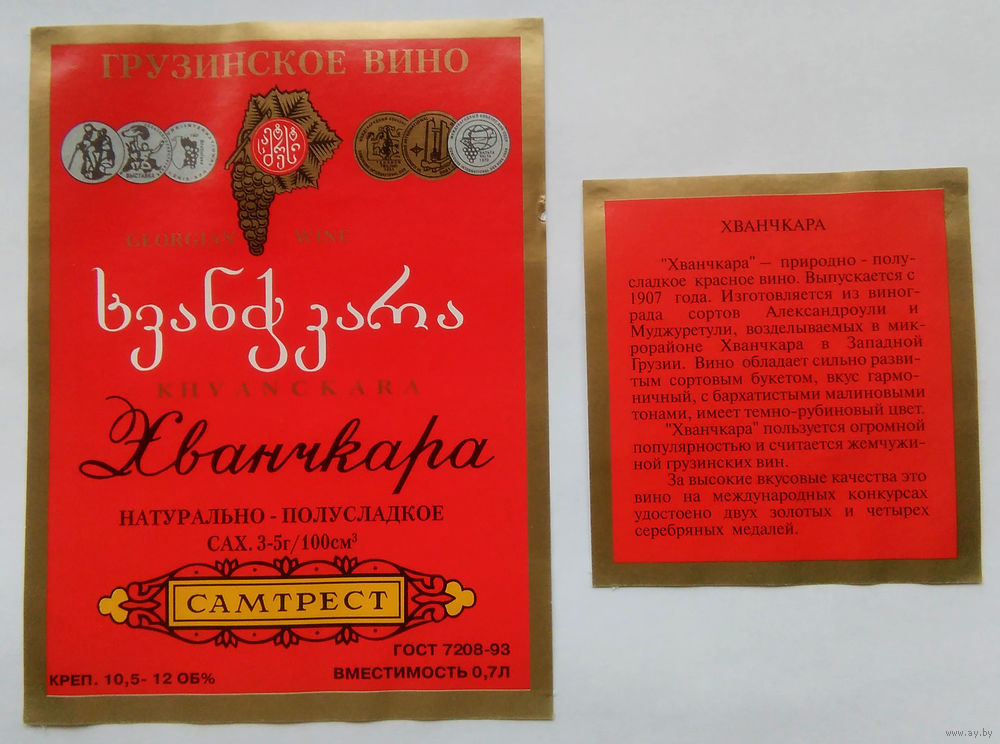 ГРУЗИНСКОЕ ВИНО
ВЫСТАВКА
GEORGIAN WINE
ხვანჭკარა
KHVANCKARA
Хванчкара
НАТУРАЛЬНО - ПОЛУСЛАДКОЕ
САХ. 3-5г/100см³
САМТРЕСТ
ГОСТ 7208-93
КРЕП. 10,5- 12 ОБ%
ВМЕСТИМОСТЬ 0,7Л
ХВАНЧКАРА
"Хванчкара" — природно - полу-
сладкое красное вино. Выпускается с
1907 года. Изготовляется из виног-
рада сортов Александроули и
Муджуретули, возделываемых в мик-
рорайоне Хванчкара в Западной
Грузии. Вино обладает сильно разви-
тым сортовым букетом, вкус гармо-
ничный, с бархатистыми малиновыми
тонами, имеет темно-рубиновый цвет.
"Хванчкара" пользуется огромной
популярностью и считается жемчужи-
ной грузинских вин.
За высокие вкусовые качества это
вино на международных конкурсах
удостоено двух золотых и четырех
серебряных медалей.
www.ay.by